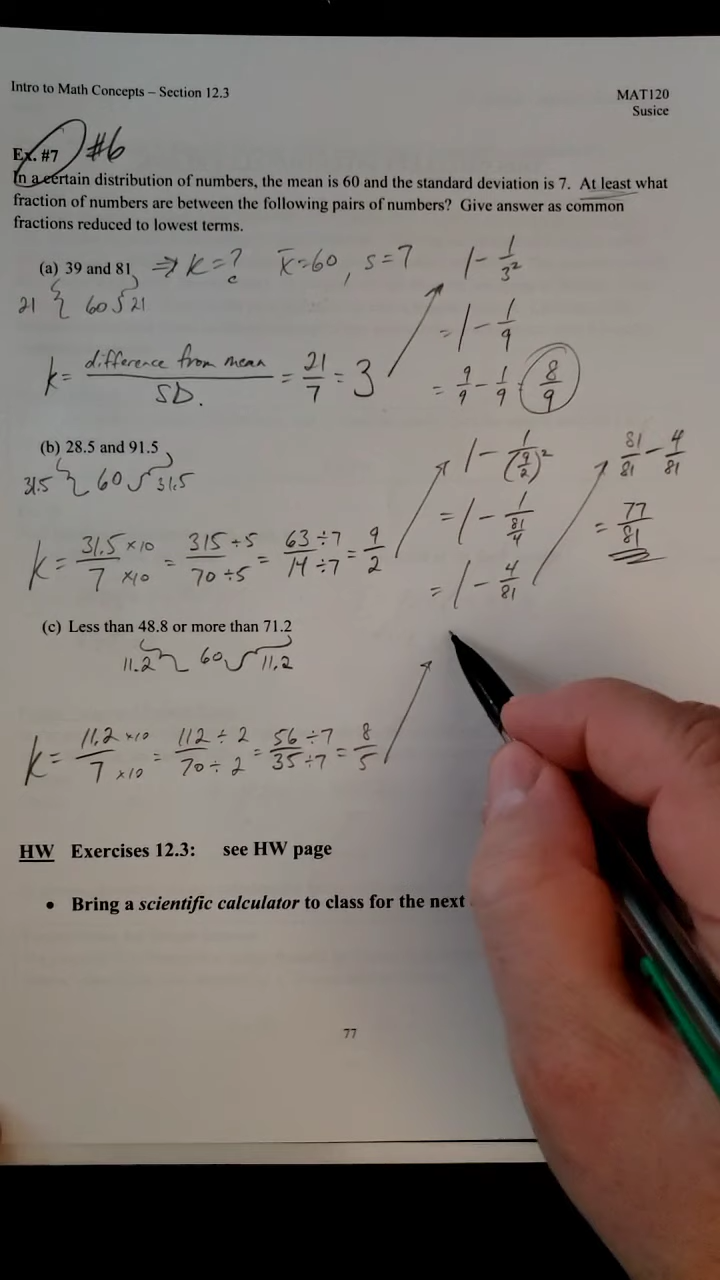 Intro to Math Concepts – Section 12.3
MAT120
Susice
Ex. #7 #6
In a certain distribution of numbers, the mean is 60 and the standard deviation is 7. At least what
fraction of numbers are between the following pairs of numbers? Give answer as common
fractions reduced to lowest terms.
(a) 39 and 81 ⇒ k=? x̄=60, s=7
21 60 21
k= difference from mean / SD. = 21/7 = 3
1 - 1/3²
= 1 - 1/9
= 9/9 - 1/9 8/9
(b) 28.5 and 91.5
31.5 60 31.5
k= 31.5 ×10 / 7 ×10 = 315 ÷5 / 70 ÷5 = 63 ÷7 / 14 ÷7 = 9/2
1 - 1/(9/2)²
= 1 - 1/(81/4)
= 1 - 4/81
81/81 - 4/81
= 77/81
(c) Less than 48.8 or more than 71.2
11.2 60 11.2
k= 11.2 ×10 / 7 ×10 = 112 ÷ 2 / 70 ÷ 2 = 56 ÷7 / 35 ÷7 = 8/5
HW Exercises 12.3: see HW page
• Bring a scientific calculator to class for the next
77